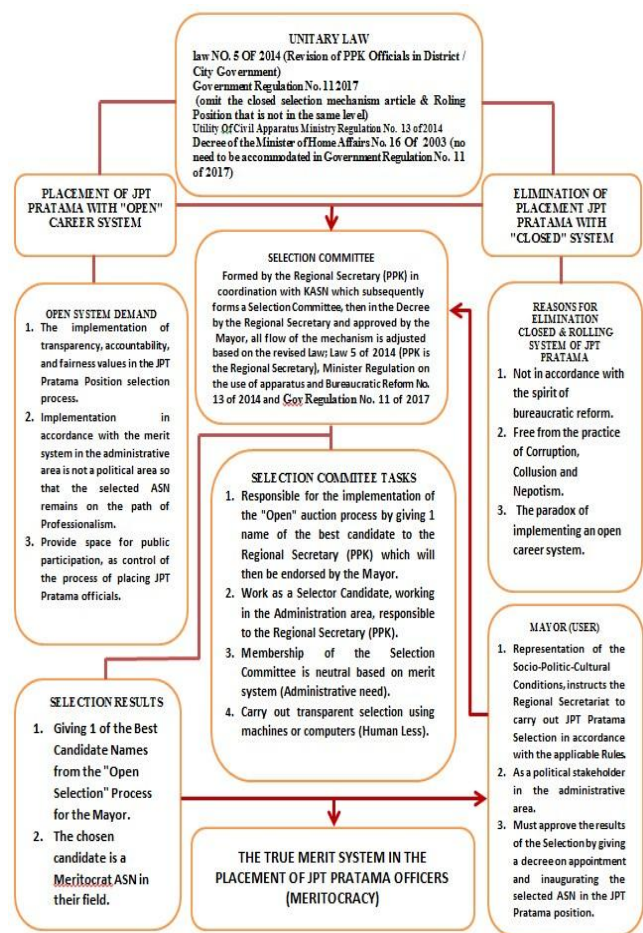 UNITARY LAW
law NO. 5 OF 2014 (Revision of PPK Officials in District /
City Government)
Government Regulation No. 11 2017
(omit the closed selection mechanism article & Roling
Position that is not in the same level)
Utility Of Civil Apparatus Ministry Regulation No. 13 of 2014
Decree of the Minister of Home Affairs No. 16 Of 2003 (no
need to be accommodated in Government Regulation No. 11
of 2017)
PLACEMENT OF JPT
PRATAMA WITH "OPEN"
CAREER SYSTEM
ELIMINATION OF
PLACEMENT JPT
PRATAMA WITH
"CLOSED" SYSTEM
SELECTION COMMITTEE
Formed by the Regional Secretary (PPK) in
coordination with KASN which subsequently
forms a Selection Committee, then in the Decree
by the Regional Secretary and approved by the
Mayor, all flow of the mechanism is adjusted
based on the revised Law; Law 5 of 2014 (PPK is
the Regional Secretary), Minister Regulation on
the use of apparatus and Bureaucratic Reform No.
13 of 2014 and Gov Regulation No. 11 of 2017
OPEN SYSTEM DEMAND
1. The implementation of
transparency, accountability,
and fairness values in the JPT
Pratama Position selection
process.
2. Implementation in
accordance with the merit
system in the administrative
area is not a political area so
that the selected ASN
remains on the path of
Professionalism.
3. Provide space for public
participation, as control of
the process of placing JPT
Pratama officials.
REASONS FOR
ELIMINATION
CLOSED & ROLLING
SYSTEM OF JPT
PRATAMA
1. Not in accordance with
the spirit of
bureaucratic reform.
2. Free from the practice
of Corruption,
Collusion and
Nepotism.
3. The paradox of
implementing an open
career system.
SELECTION COMMITEE TASKS
1. Responsible for the implementation of
the "Open" auction process by giving 1
name of the best candidate to the
Regional Secretary (PPK) which will
then be endorsed by the Mayor.
2. Work as a Selector Candidate, working
in the Administration area, responsible
to the Regional Secretary (PPK).
3. Membership of the Selection
Committee is neutral based on merit
system (Administrative need).
4. Carry out transparent selection using
machines or computers (Human Less).
MAYOR (USER)
1. Representation of the
Socio-Politic-Cultural
Conditions, instructs the
Regional Secretariat to
carry out JPT Pratama
Selection in accordance
with the applicable Rules.
2. As a political stakeholder
in the administrative
area.
3. Must approve the results
of the Selection by giving
a decree on appointment
and inaugurating the
selected ASN in the JPT
Pratama position.
SELECTION RESULTS
1. Giving 1 of the Best
Candidate Names
from the "Open
Selection" Process
for the Mayor.
2. The chosen
candidate is a
Meritocrat ASN in
their field.
THE TRUE MERIT SYSTEM IN THE
PLACEMENT OF JPT PRATAMA OFFICERS
(MERITOCRACY)